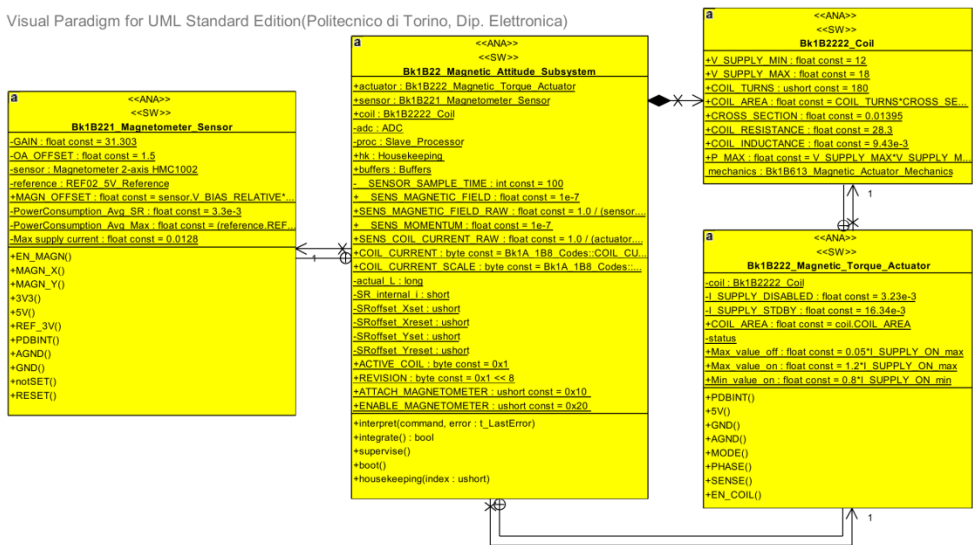 Visual Paradigm for UML Standard Edition(Politecnico di Torino, Dip. Elettronica)
a
<<ANA>>
<<SW>>
Bk1B221_Magnetometer_Sensor
-GAIN : float const = 31.303
-OA_OFFSET : float const = 1.5
-sensor : Magnetometer 2-axis HMC1002
-reference : REF02_5V_Reference
+MAGN_OFFSET : float const = sensor.V_BIAS_RELATIVE*...
-PowerConsumption_Avg_SR : float const = 3.3e-3
-PowerConsumption_Avg_Max : float const = (reference.REF...
-Max supply current : float const = 0.0128
+EN_MAGN()
+MAGN_X()
+MAGN_Y()
+3V3()
+5V()
+REF_3V()
+PDBINT()
+AGND()
+GND()
+notSET()
+RESET()
1
a
<<ANA>>
<<SW>>
Bk1B22_Magnetic_Attitude_Subsystem
+actuator : Bk1B222_Magnetic_Torque_Actuator
+sensor : Bk1B221_Magnetometer_Sensor
+coil : Bk1B2222_Coil
-adc : ADC
-proc : Slave_Processor
+hk : Housekeeping
+buffers : Buffers
-__SENSOR_SAMPLE_TIME : int const = 100
+__SENS_MAGNETIC_FIELD : float const = 1e-7
+SENS_MAGNETIC_FIELD_RAW : float const = 1.0 / (sensor....
+__SENS_MOMENTUM : float const = 1e-7
+SENS_COIL_CURRENT_RAW : float const = 1.0 / (actuator....
+COIL_CURRENT : byte const = Bk1A_1B8_Codes::COIL_CU...
+COIL_CURRENT_SCALE : byte const = Bk1A_1B8_Codes::...
-actual_L : long
-SR_internal_i : short
-SRoffset_Xset : ushort
-SRoffset_Xreset : ushort
-SRoffset_Yset : ushort
-SRoffset_Yreset : ushort
+ACTIVE_COIL : byte const = 0x1
+REVISION : byte const = 0x1 << 8
+ATTACH_MAGNETOMETER : ushort const = 0x10
+ENABLE_MAGNETOMETER : ushort const = 0x20
+interpret(command, error : t_LastError)
+integrate() : bool
+supervise()
+boot()
+housekeeping(index : ushort)
a
<<ANA>>
<<SW>>
Bk1B2222_Coil
+V_SUPPLY_MIN : float const = 12
+V_SUPPLY_MAX : float const = 18
+COIL_TURNS : ushort const = 180
+COIL_AREA : float const = COIL_TURNS*CROSS_SE...
+CROSS_SECTION : float const = 0.01395
+COIL_RESISTANCE : float const = 28.3
+COIL_INDUCTANCE : float const = 9.43e-3
+P_MAX : float const = V_SUPPLY_MAX*V_SUPPLY_M...
mechanics : Bk1B613_Magnetic_Actuator_Mechanics
1
a
<<ANA>>
<<SW>>
Bk1B222_Magnetic_Torque_Actuator
-coil : Bk1B2222_Coil
-I_SUPPLY_DISABLED : float const = 3.23e-3
-I_SUPPLY_STDBY : float const = 16.34e-3
+COIL_AREA : float const = coil.COIL_AREA
-status
+Max_value_off : float const = 0.05*I_SUPPLY_ON_max
+Max_value_on : float const = 1.2*I_SUPPLY_ON_max
+Min_value_on : float const = 0.8*I_SUPPLY_ON_min
+PDBINT()
+5V()
+GND()
+AGND()
+MODE()
+PHASE()
+SENSE()
+EN_COIL()
1